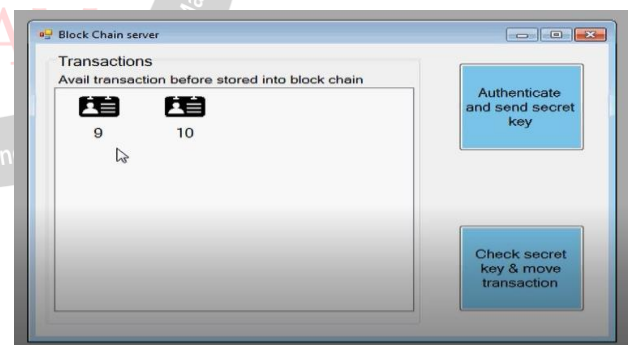 Block Chain server
Transactions
Avail transaction before stored into block chain
9
10
Authenticate
and send secret
key
Check secret
key & move
transaction